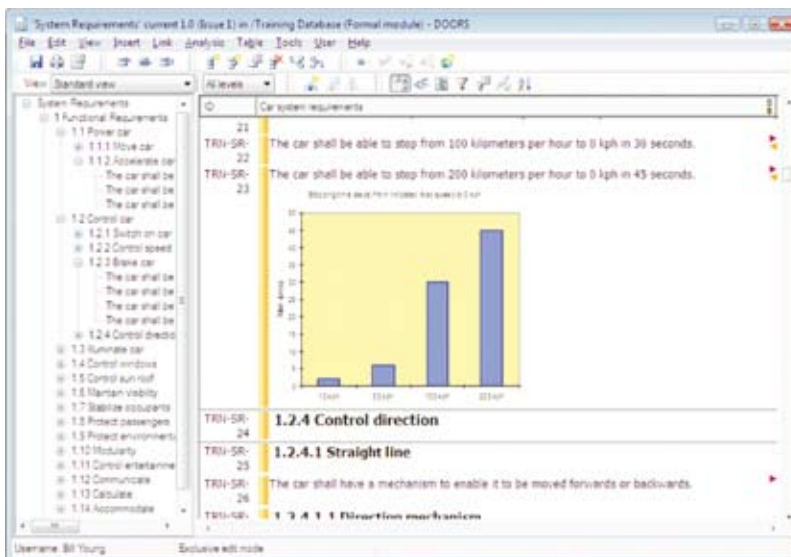 'System Requirements' current 1.0 (Issue 1) in /Training Database (Formal module) - DOORS
File Edit View Insert Link Analysis Table Tools User Help
View Standard view All levels
System Requirements
1 Functional Requirements
1.1 Power car
1.1.1 Move car
1.1.2 Accelerate car
The car shall be
The car shall be
The car shall be
1.2 Control car
1.2.1 Switch on car
1.2.2 Control speed
1.2.3 Brake car
The car shall be
The car shall be
The car shall be
The car shall be
1.2.4 Control directio
1.3 Illuminate car
1.4 Control windows
1.5 Control sun roof
1.6 Maintain visibility
1.7 Stabilize occupants
1.8 Protect passengers
1.9 Protect environment
1.10 Modularity
1.11 Control entertainme
1.12 Communicate
1.13 Calculate
1.14 Accommodate
ID Car system requirements
21
TRN-SR-22 The car shall be able to stop from 100 kilometers per hour to 0 kph in 30 seconds.
TRN-SR-23 The car shall be able to stop from 200 kilometers per hour to 0 kph in 45 seconds.
50
45
40
35
30
25
20
15
10
5
0
TRN-SR-24 1.2.4 Control direction
TRN-SR-25 1.2.4.1 Straight line
TRN-SR-26 The car shall have a mechanism to enable it to be moved forwards or backwards.
1.2.4.1.1 Direction mechanism
Username: Bill Young Exclusive edit mode